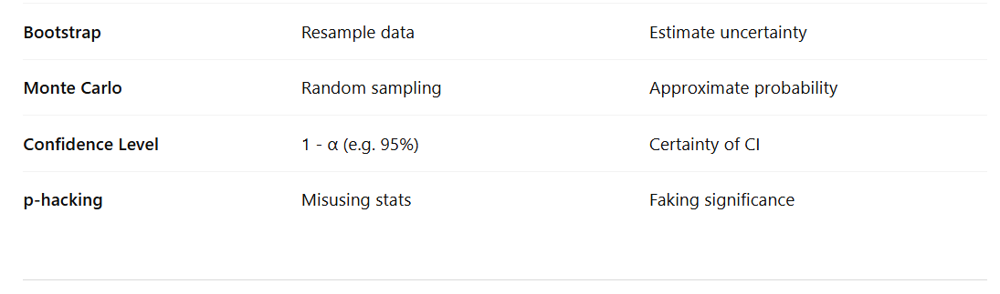 Bootstrap Resample data Estimate uncertainty
Monte Carlo Random sampling Approximate probability
Confidence Level 1 - α (e.g. 95%) Certainty of CI
p-hacking Misusing stats Faking significance